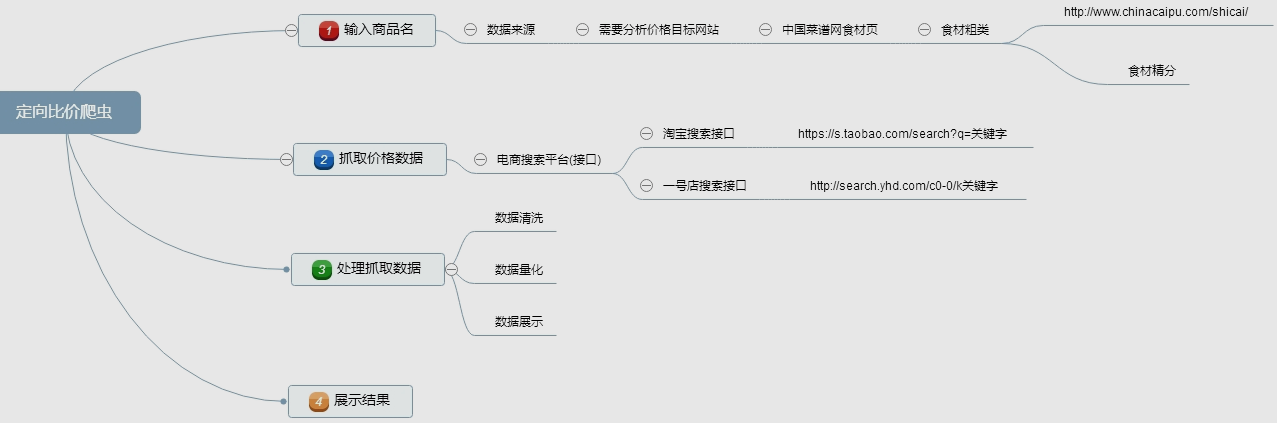 定向比价爬虫
1 输入商品名
数据来源
需要分析价格目标网站
中国菜谱网食材页
食材粗类
http://www.chinacaipu.com/shicai/
食材精分
2 抓取价格数据
电商搜索平台(接口)
淘宝搜索接口
https://s.taobao.com/search?q=关键字
一号店搜索接口
http://search.yhd.com/c0-0/k关键字
3 处理抓取数据
数据清洗
数据量化
数据展示
4 展示结果